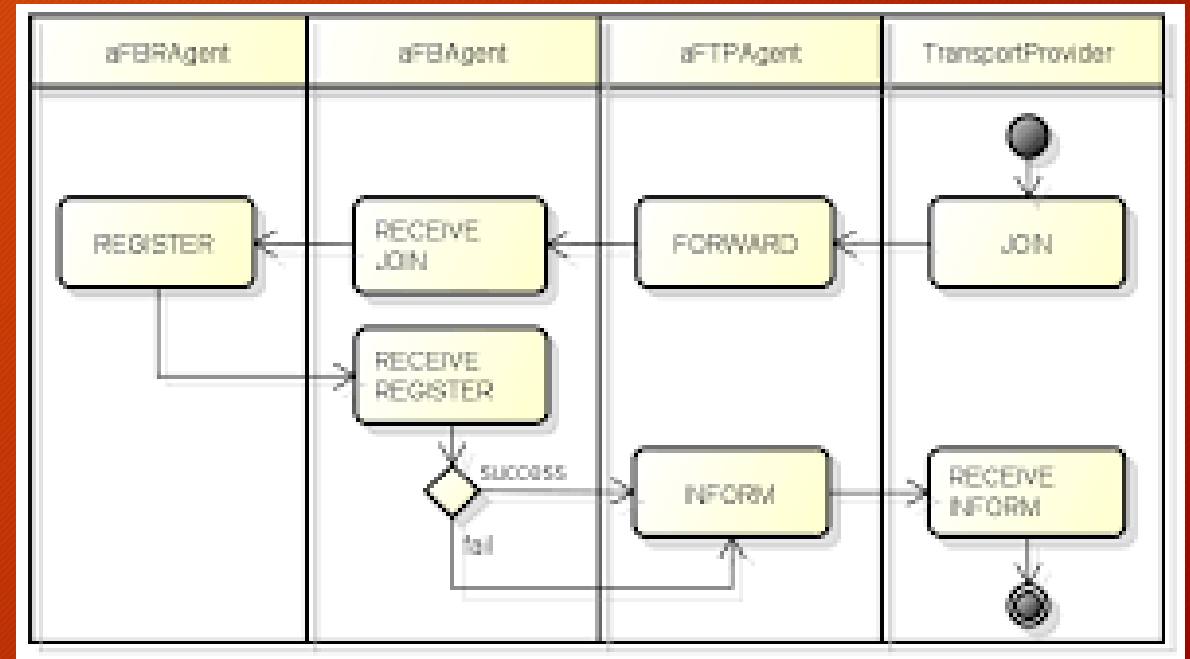 aFBRAgent
aFBAgent
aFTPAgent
TransportProvider
REGISTER
RECEIVE
JOIN
FORWARD
JOIN
RECEIVE
REGISTER
success
fail
INFORM
RECEIVE
INFORM